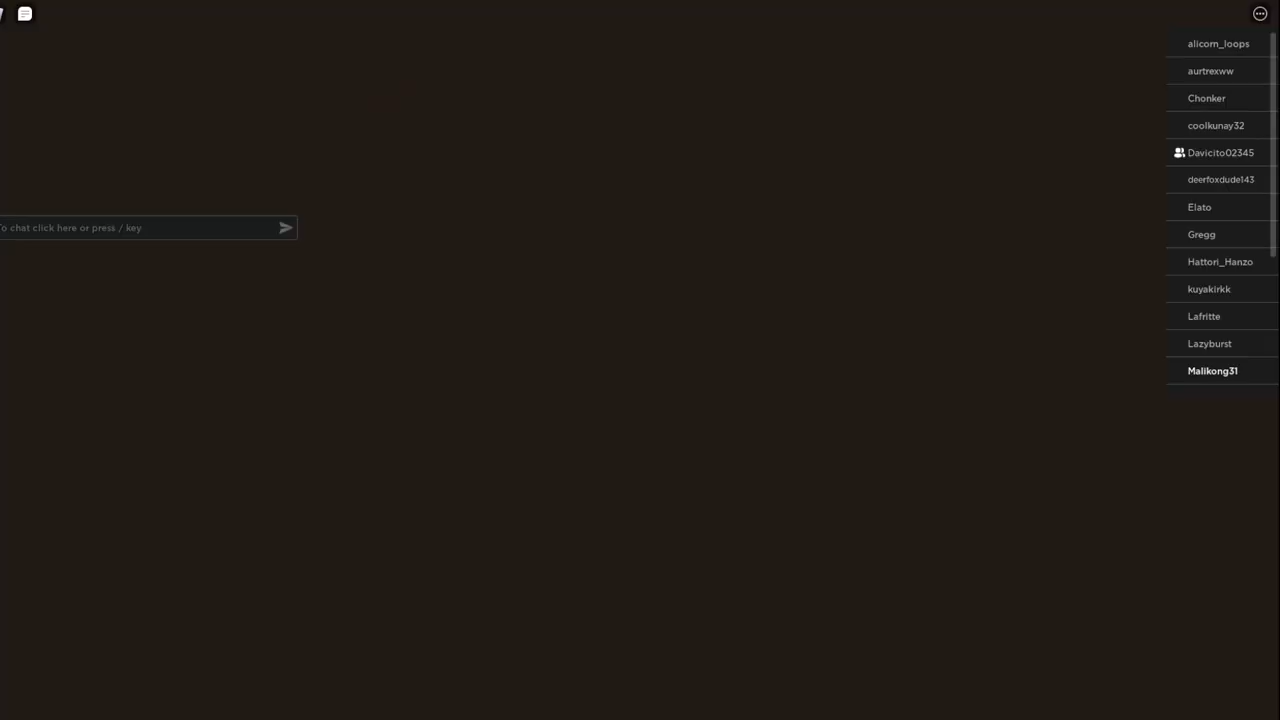 alicorn_loops
aurtrexww
Chonker
coolkunay32
Davicito02345
deerfoxdude143
Elato
To chat click here or press / key
Gregg
Hattori_Hanzo
kuyakirkk
Lafritte
Lazyburst
Malikong31